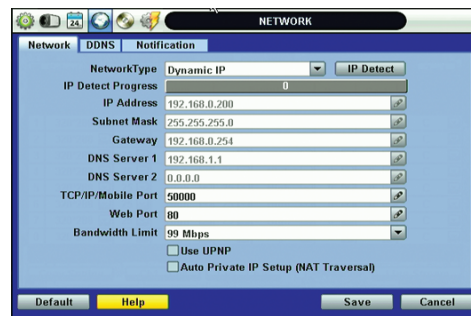 24
NETWORK
Network DDNS Notification
NetworkType Dynamic IP IP Detect
IP Detect Progress 0
IP Address 192.168.0.200
Subnet Mask 255.255.255.0
Gateway 192.168.0.254
DNS Server 1 192.168.1.1
DNS Server 2 0.0.0.0
TCP/IP/Mobile Port 50000
Web Port 80
Bandwidth Limit 99 Mbps
Use UPNP
Auto Private IP Setup (NAT Traversal)
Default Help Save Cancel